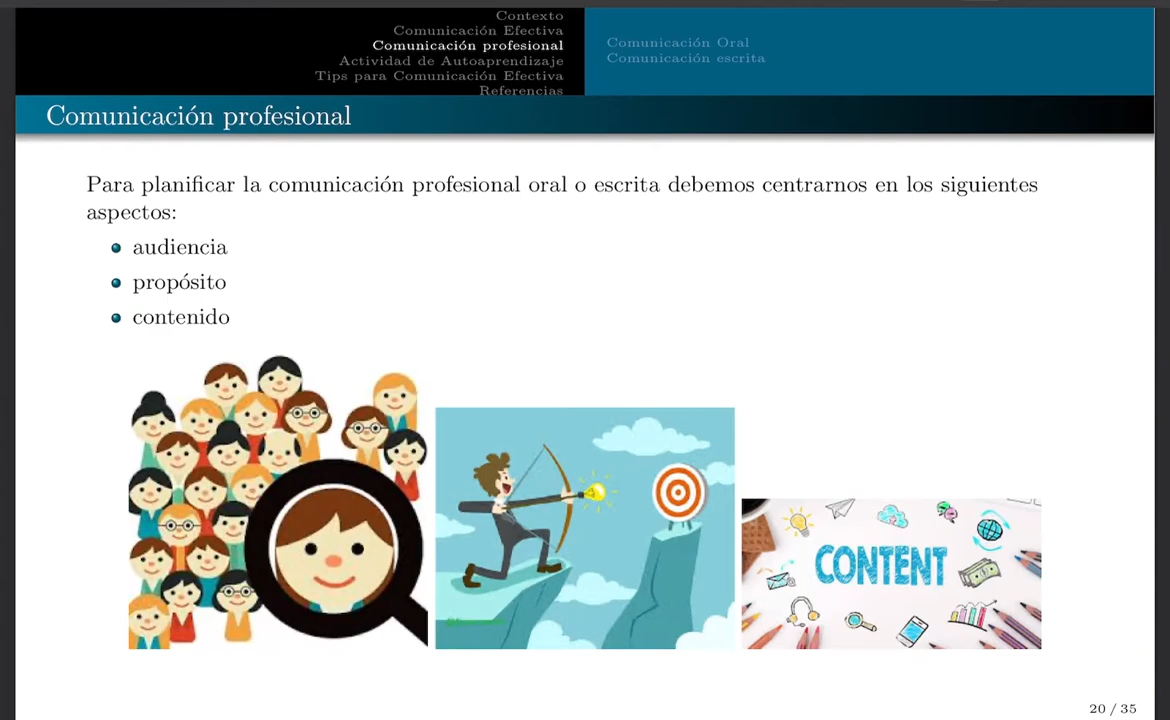 Contexto
Comunicación Efectiva
Comunicación profesional
Actividad de Autoaprendizaje
Tips para Comunicación Efectiva
Referencias
Comunicación Oral
Comunicación escrita
Comunicación profesional
Para planificar la comunicación profesional oral o escrita debemos centrarnos en los siguientes
aspectos:
audiencia
propósito
contenido
CONTENT
20 / 35